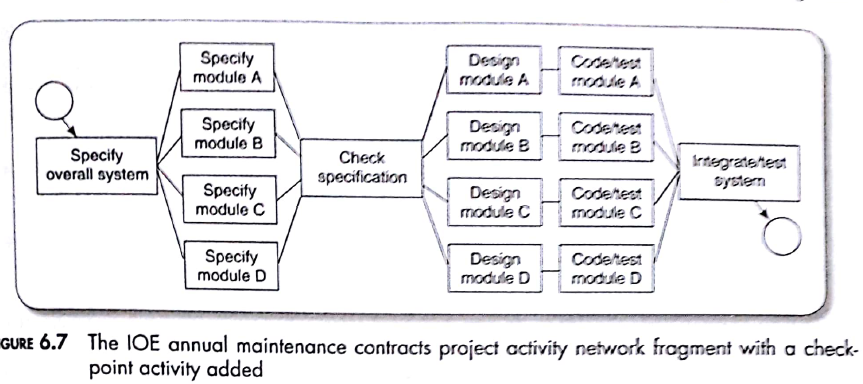 Specify
overall system
Specify
module A
Specify
module B
Specify
module C
Specify
module D
Check
specification
Design
module A
Code/test
module A
Design
module B
Code/test
module B
Design
module C
Code/test
module C
Design
module D
Code/test
module D
Integrate/test
system
GURE 6.7 The IOE annual maintenance contracts project activity network fragment with a check-
point activity added